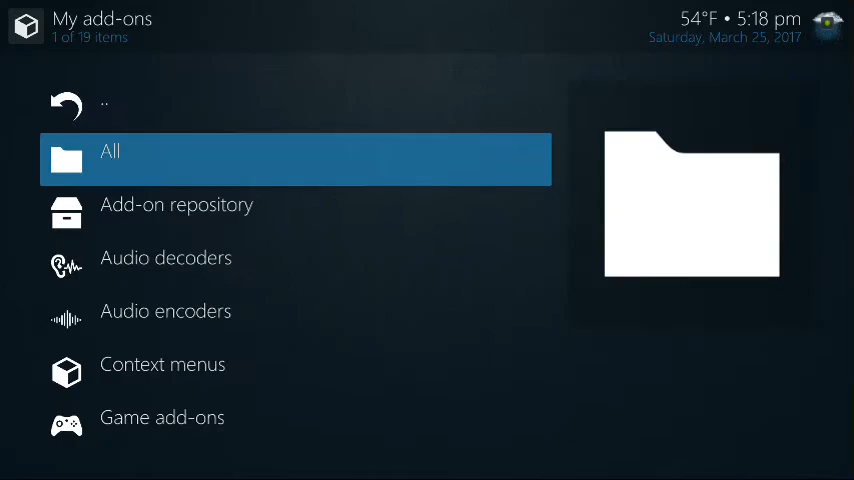 My add-ons
1 of 19 items
54°F • 5:18 pm
Saturday, March 25, 2017
..
All
Add-on repository
Audio decoders
Audio encoders
Context menus
Game add-ons